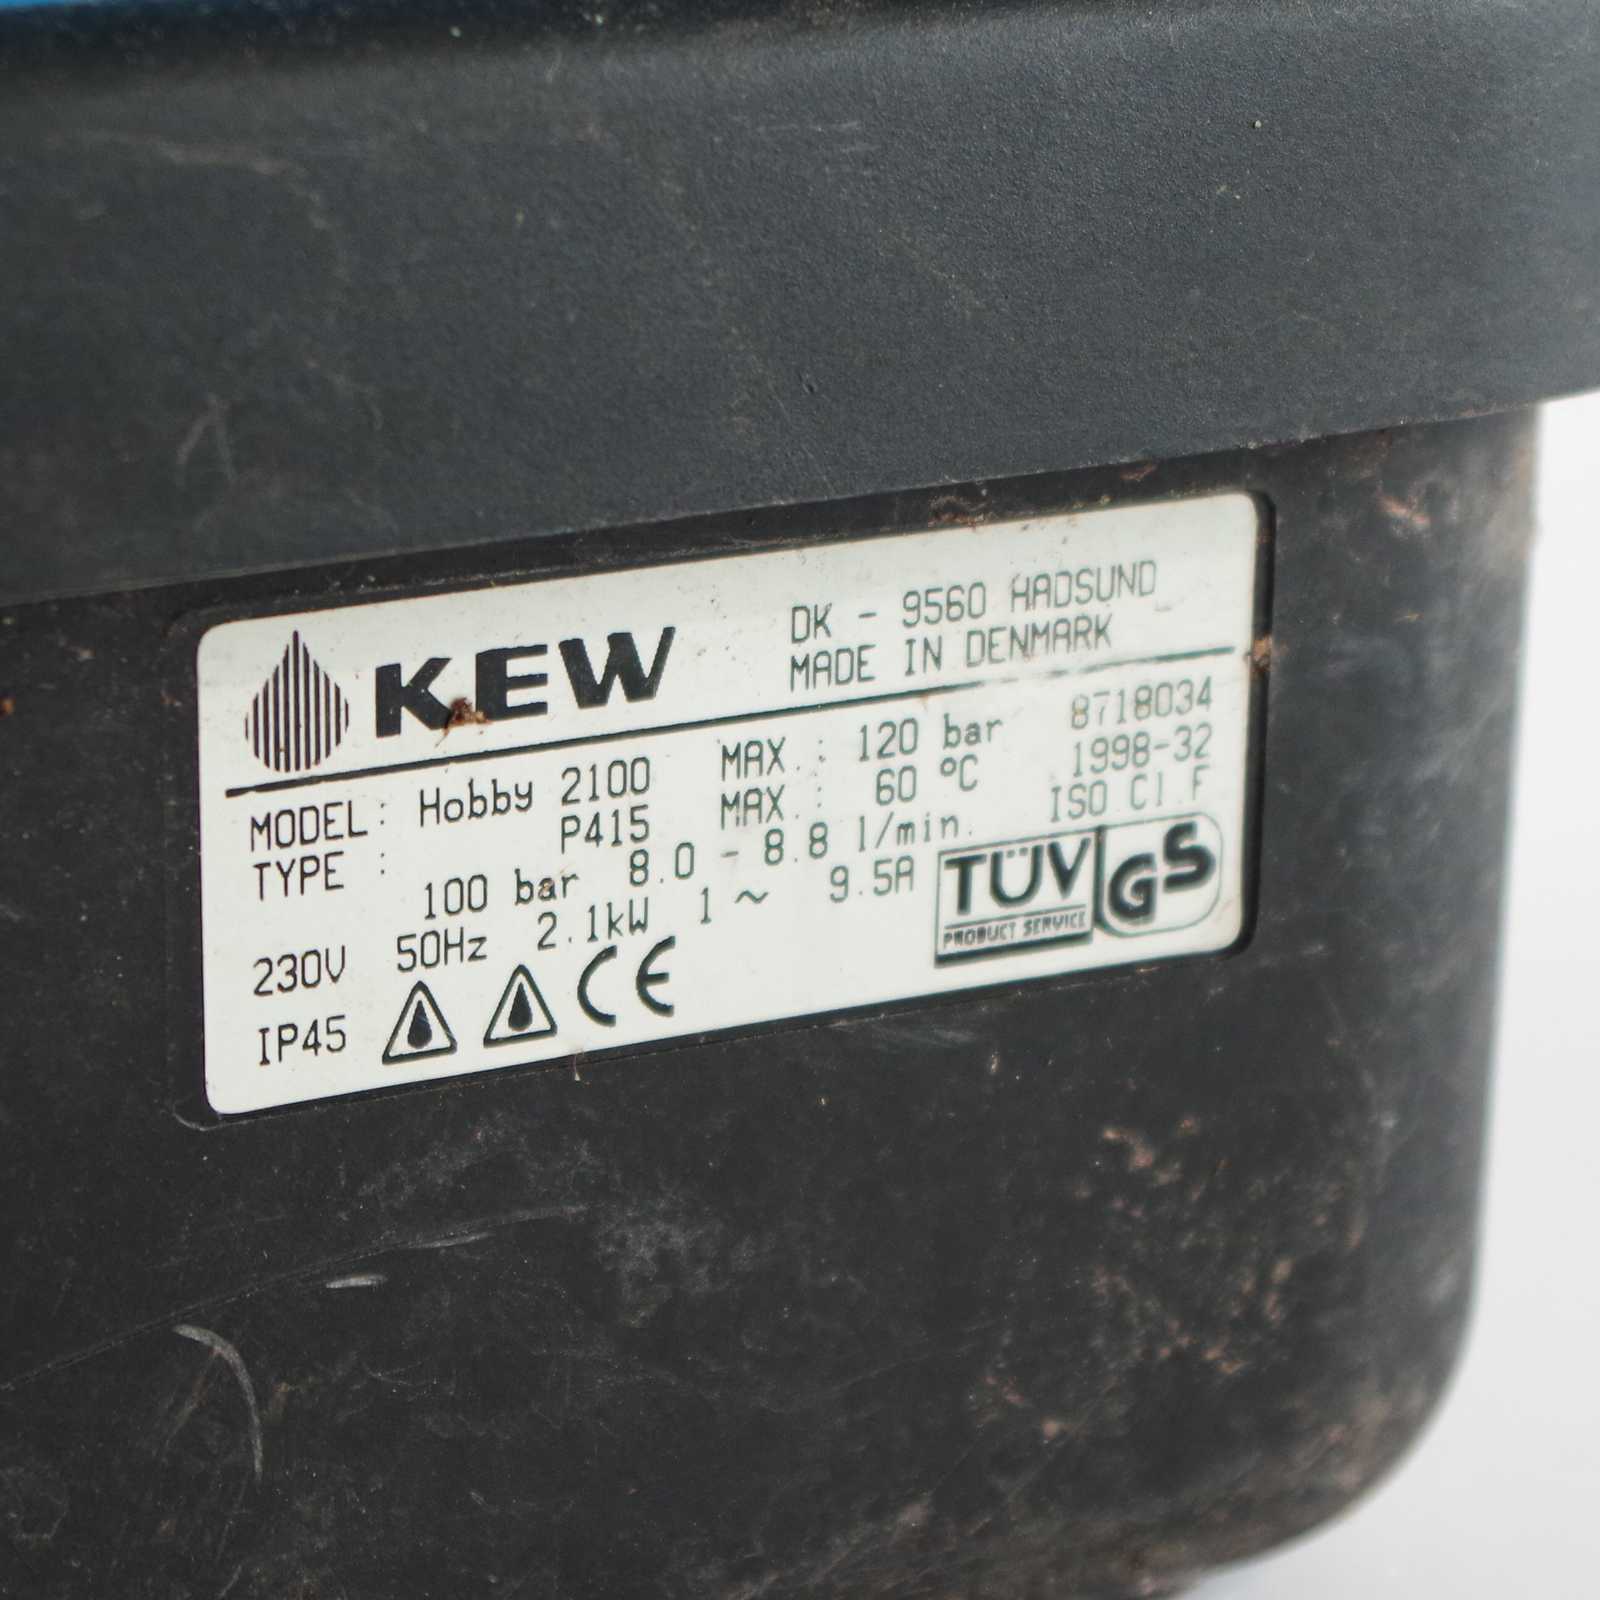 KEW
DK - 9560 HADSUND
MADE IN DENMARK
MODEL: Hobby 2100 MAX.: 120 bar 8718034
TYPE : P415 MAX.: 60 °C 1998-32
100 bar 8.0 - 8.8 l/min. ISO Cl.F
230V 50Hz 2.1kW 1~ 9.5A
IP45 CE
TÜV GS
PRODUCT SERVICE